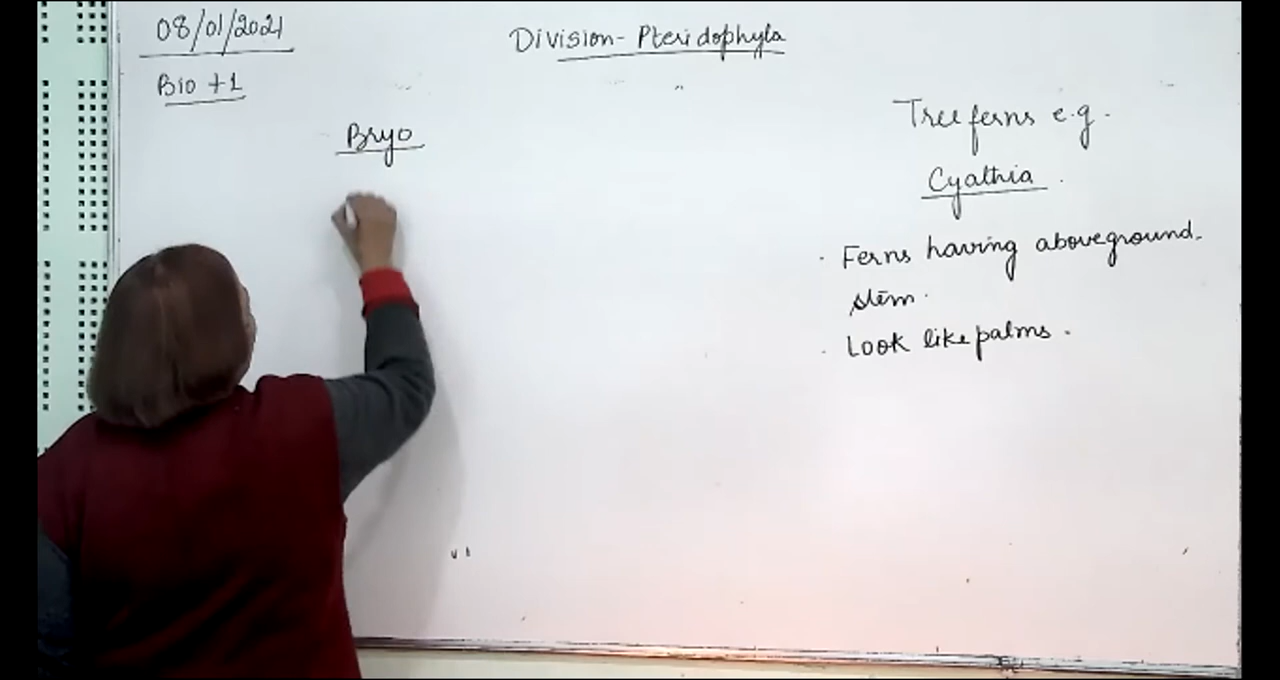 08/01/2021
Division - Pteridophyta
Bio +1
Bryo
Tree ferns e.g.
Cyathia.
· Ferns having aboveground
stem.
· Look like palms.